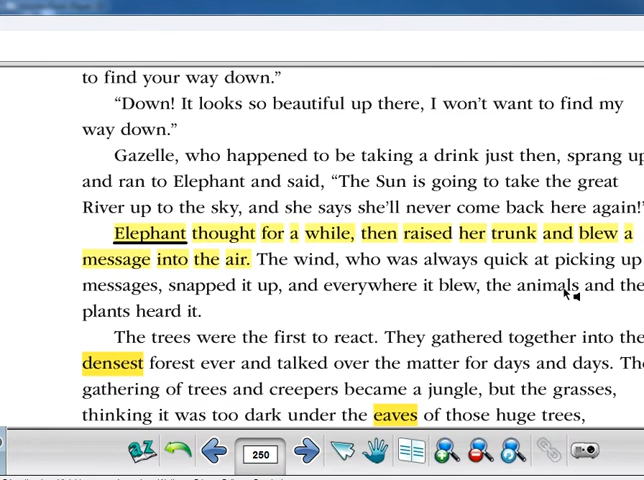 to find your way down.”
“Down! It looks so beautiful up there, I won’t want to find my
way down.”
Gazelle, who happened to be taking a drink just then, sprang up
and ran to Elephant and said, “The Sun is going to take the great
River up to the sky, and she says she’ll never come back here again!”
Elephant thought for a while, then raised her trunk and blew a
message into the air. The wind, who was always quick at picking up
messages, snapped it up, and everywhere it blew, the animals and the
plants heard it.
The trees were the first to react. They gathered together into the
densest forest ever and talked over the matter for days and days. The
gathering of trees and creepers became a jungle, but the grasses,
thinking it was too dark under the eaves of those huge trees,
aZ
250